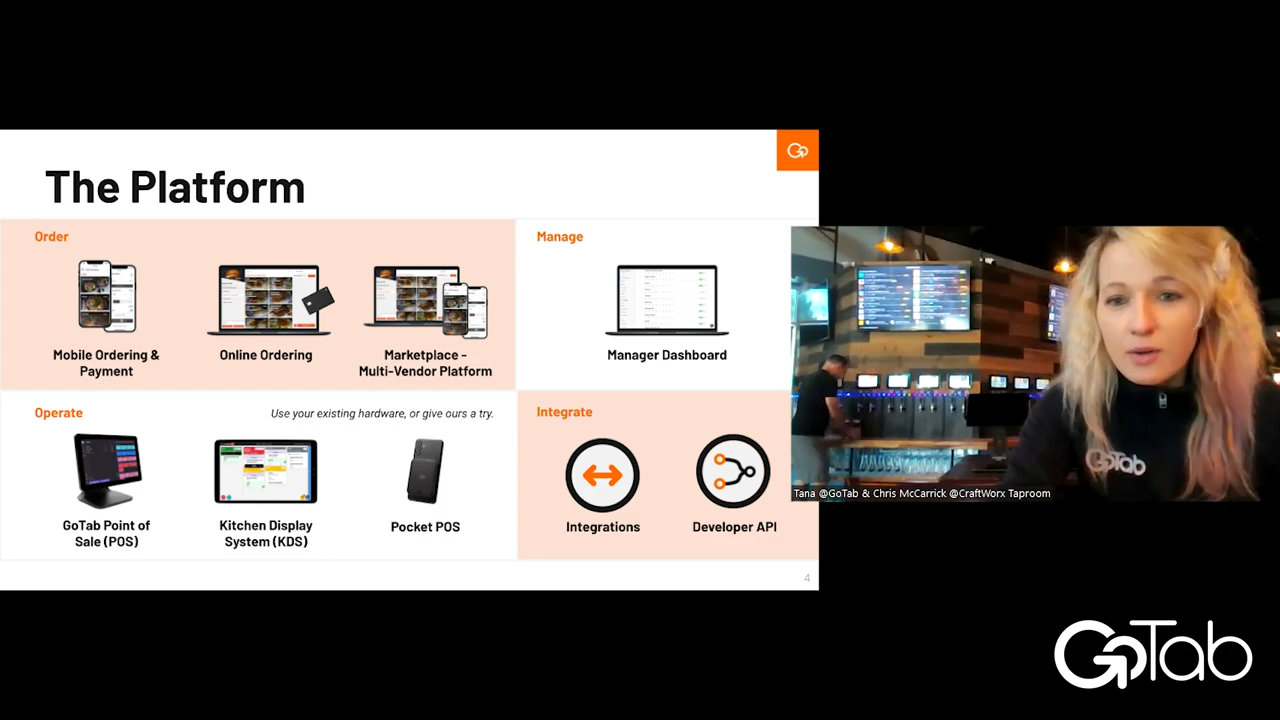 The Platform
Order
Mobile Ordering &
Payment
Online Ordering
Marketplace -
Multi-Vendor Platform
Manage
Manager Dashboard
Operate
Use your existing hardware, or give ours a try.
GoTab Point of
Sale (POS)
Kitchen Display
System (KDS)
Pocket POS
Integrate
Integrations
Developer API
4
GoTab
Tana @GoTab & Chris McCarrick @CraftWorx Taproom
GoTab